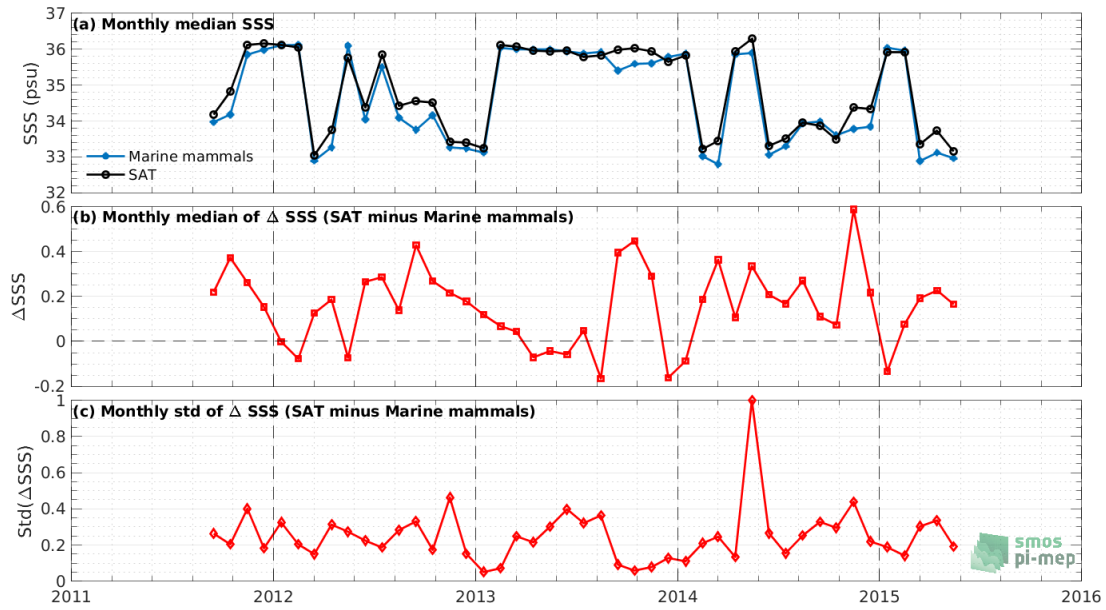 (a) Monthly median SSS
37
36
35
34
33
32
SSS (psu)
Marine mammals
SAT
(b) Monthly median of Δ SSS (SAT minus Marine mammals)
0.6
0.4
0.2
0
-0.2
ΔSSS
(c) Monthly std of Δ SSS (SAT minus Marine mammals)
1
0.8
0.6
0.4
0.2
0
Std(ΔSSS)
smos
pi-mep
2011 2012 2013 2014 2015 2016